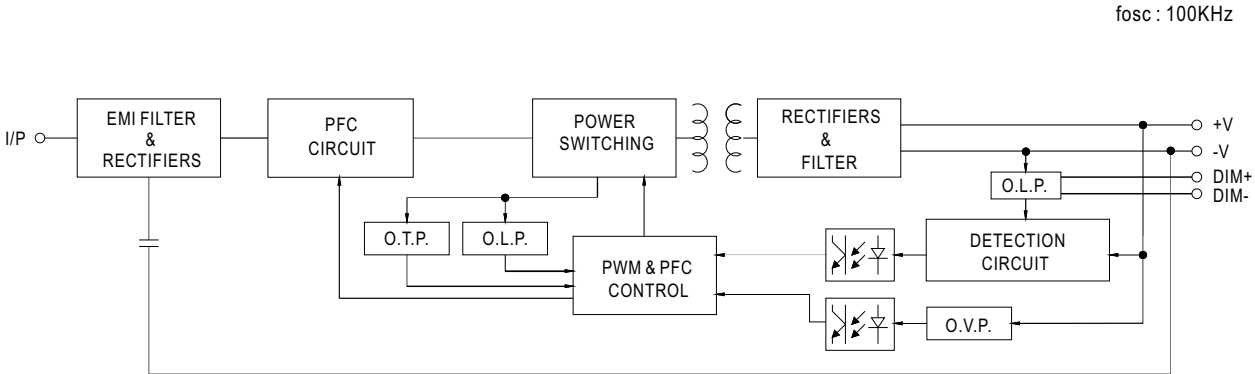 fosc : 100KHz
I/P
EMI FILTER
&
RECTIFIERS
PFC
CIRCUIT
POWER
SWITCHING
RECTIFIERS
&
FILTER
+V
-V
DIM+
DIM-
O.L.P.
O.T.P.
O.L.P.
PWM & PFC
CONTROL
DETECTION
CIRCUIT
O.V.P.